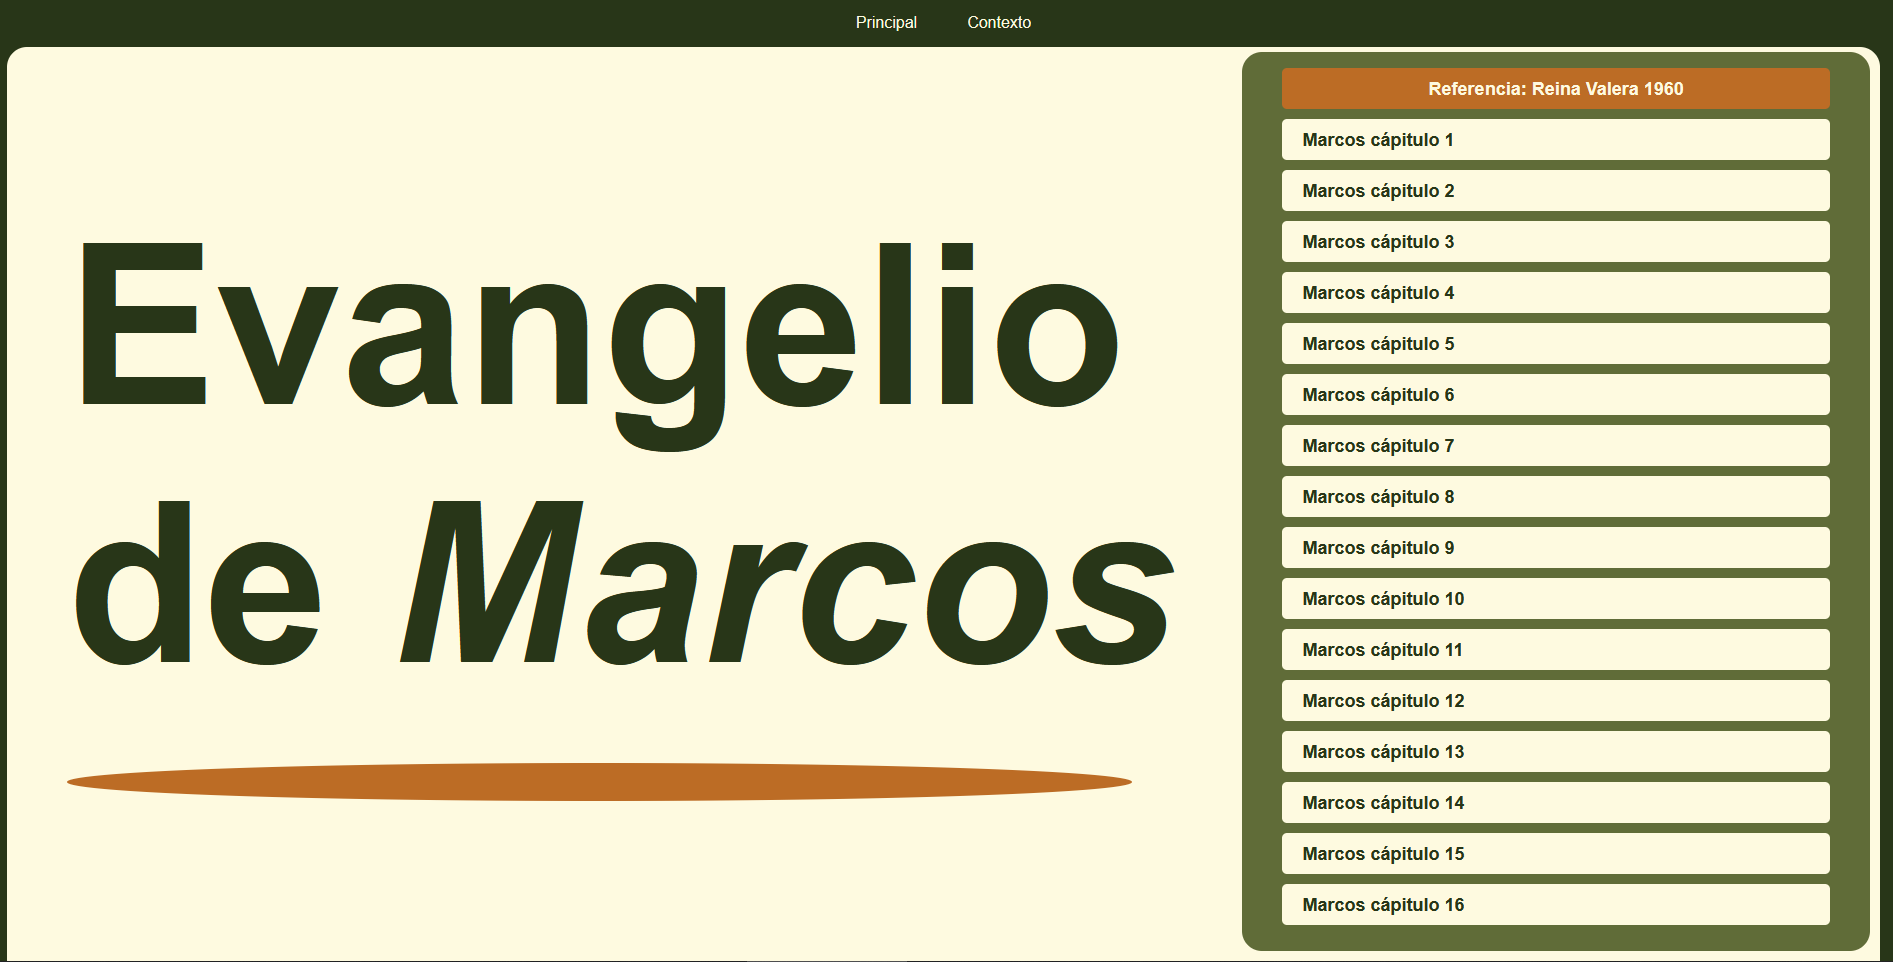 Principal Contexto
Evangelio
de Marcos
Referencia: Reina Valera 1960
Marcos cápitulo 1
Marcos cápitulo 2
Marcos cápitulo 3
Marcos cápitulo 4
Marcos cápitulo 5
Marcos cápitulo 6
Marcos cápitulo 7
Marcos cápitulo 8
Marcos cápitulo 9
Marcos cápitulo 10
Marcos cápitulo 11
Marcos cápitulo 12
Marcos cápitulo 13
Marcos cápitulo 14
Marcos cápitulo 15
Marcos cápitulo 16